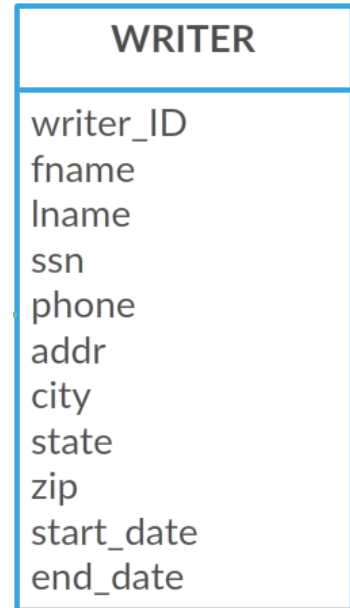 WRITER
writer_ID
fname
lname
ssn
phone
addr
city
state
zip
start_date
end_date